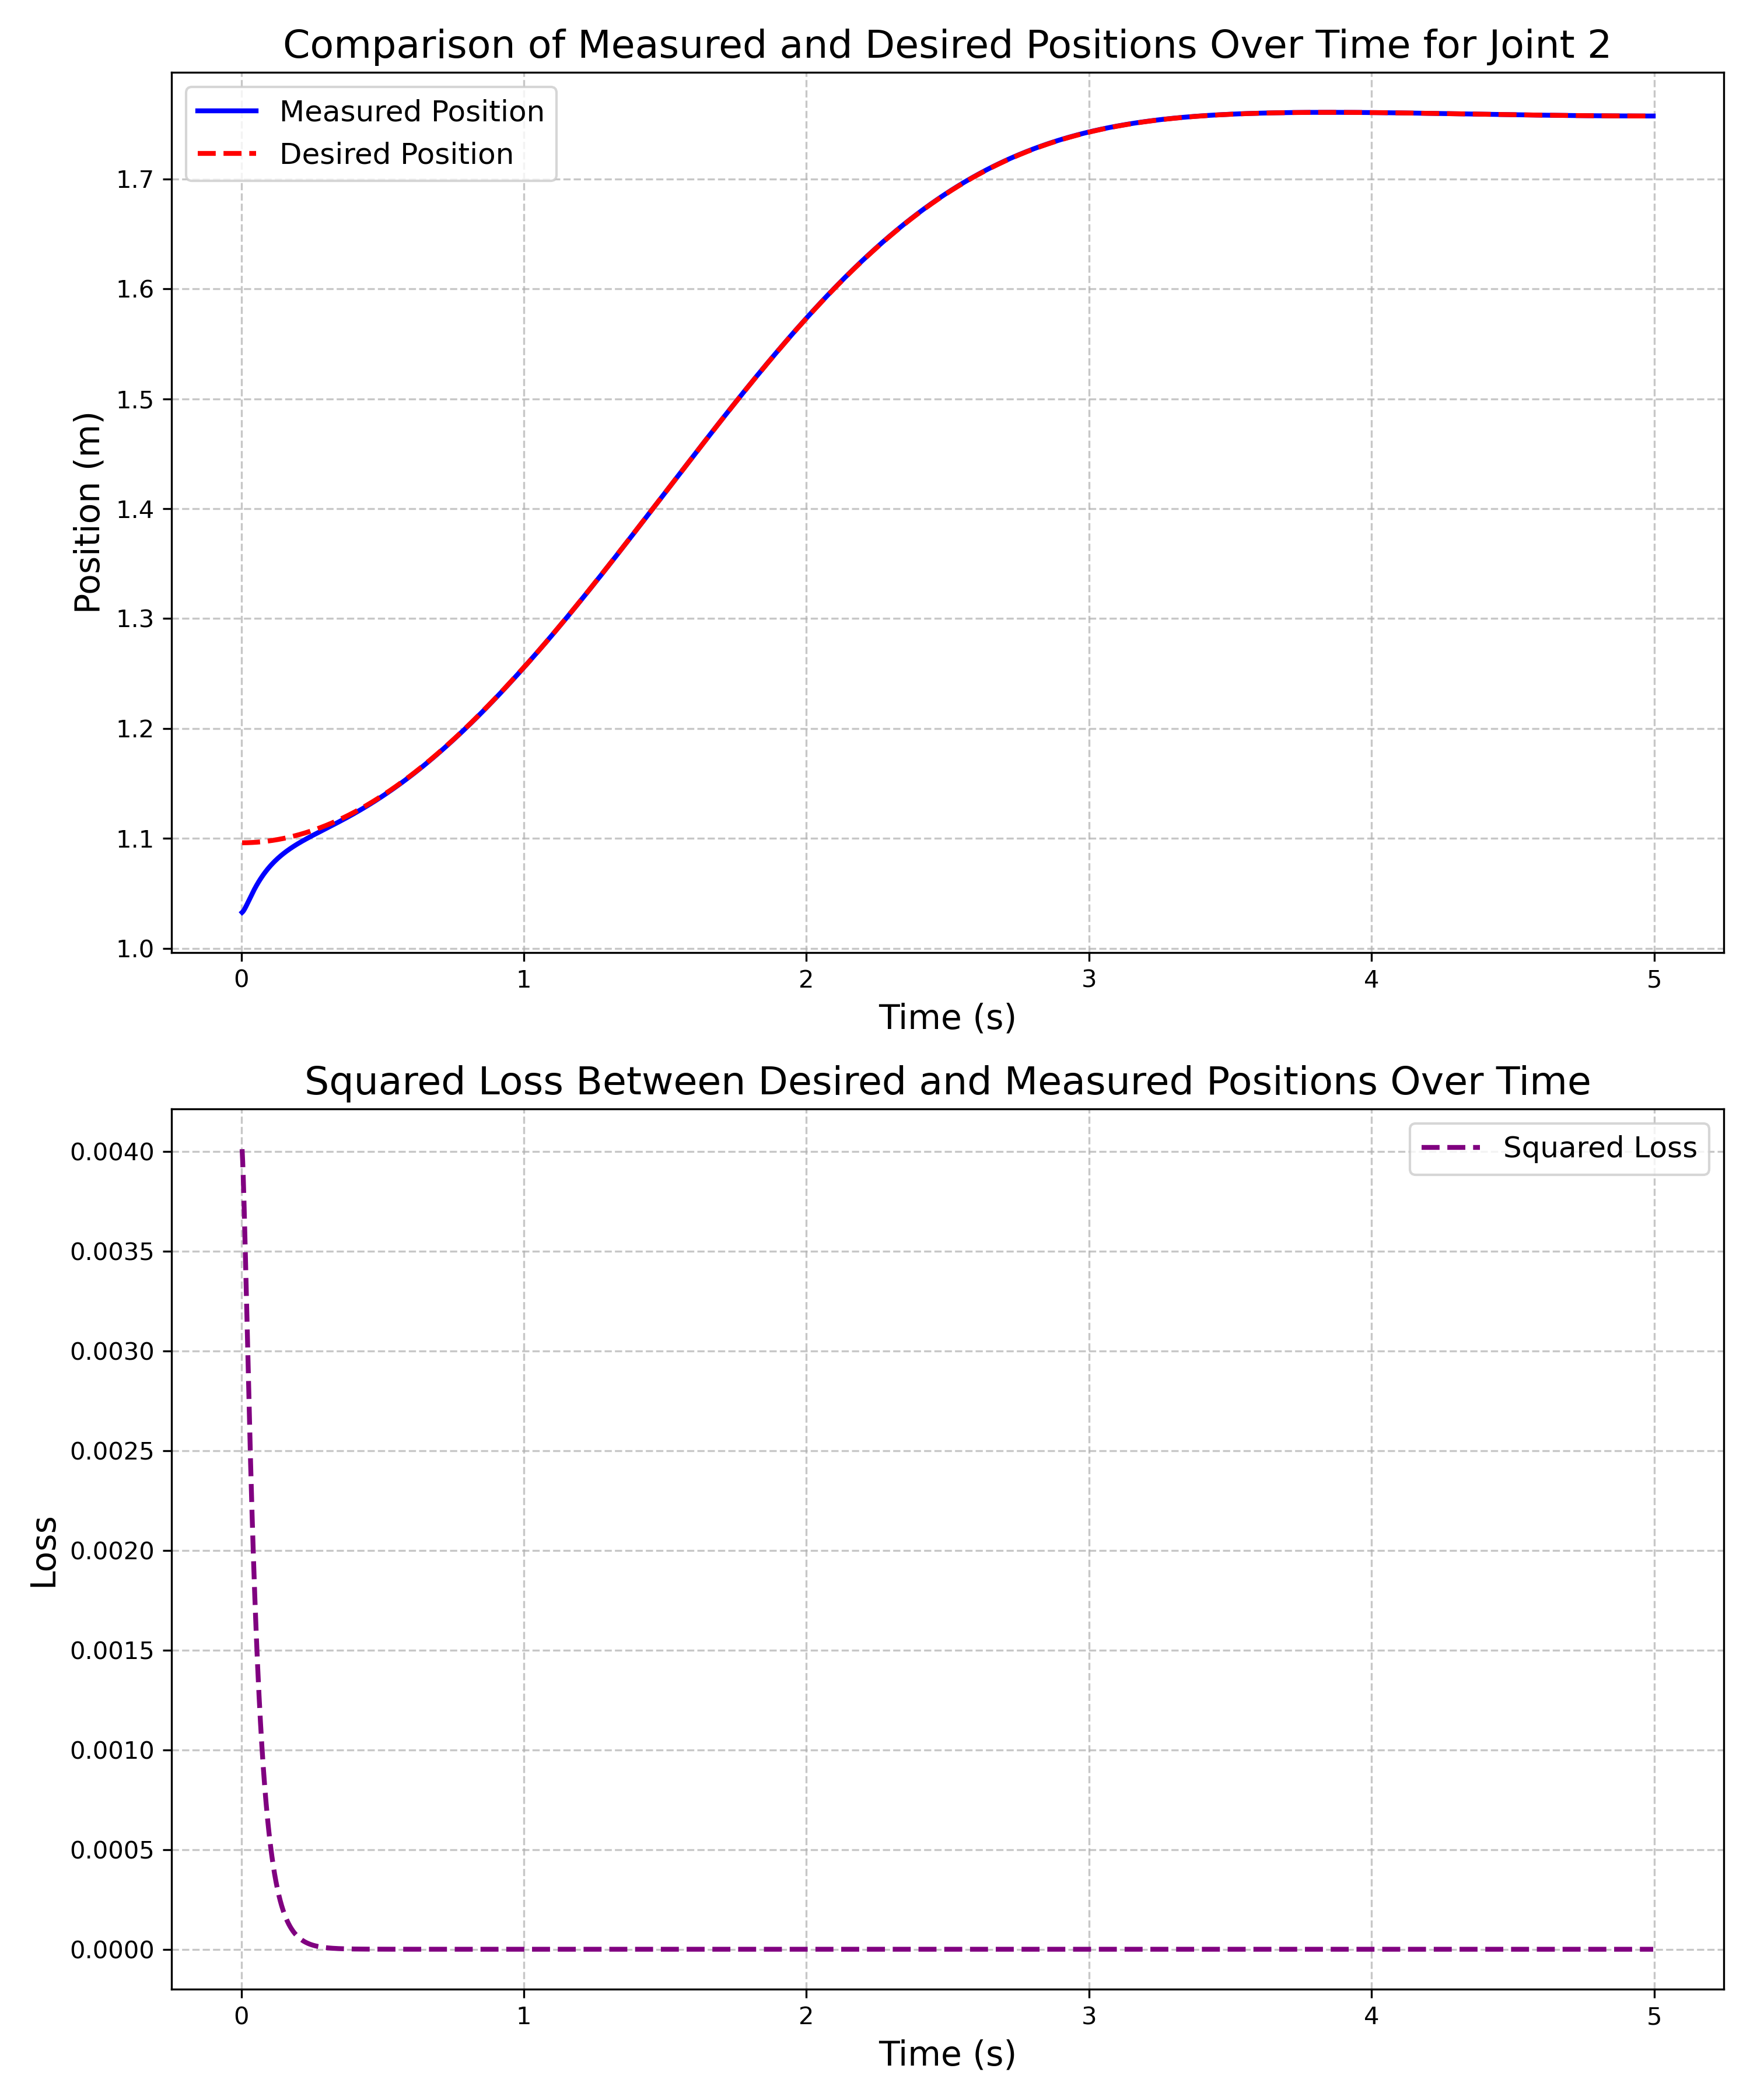 Comparison of Measured and Desired Positions Over Time for Joint 2
Measured Position
Desired Position
1.7
1.6
1.5
1.4
1.3
1.2
1.1
1.0
Position (m)
0 1 2 3 4 5
Time (s)
Squared Loss Between Desired and Measured Positions Over Time
Squared Loss
0.0040
0.0035
0.0030
0.0025
0.0020
0.0015
0.0010
0.0005
0.0000
Loss
0 1 2 3 4 5
Time (s)